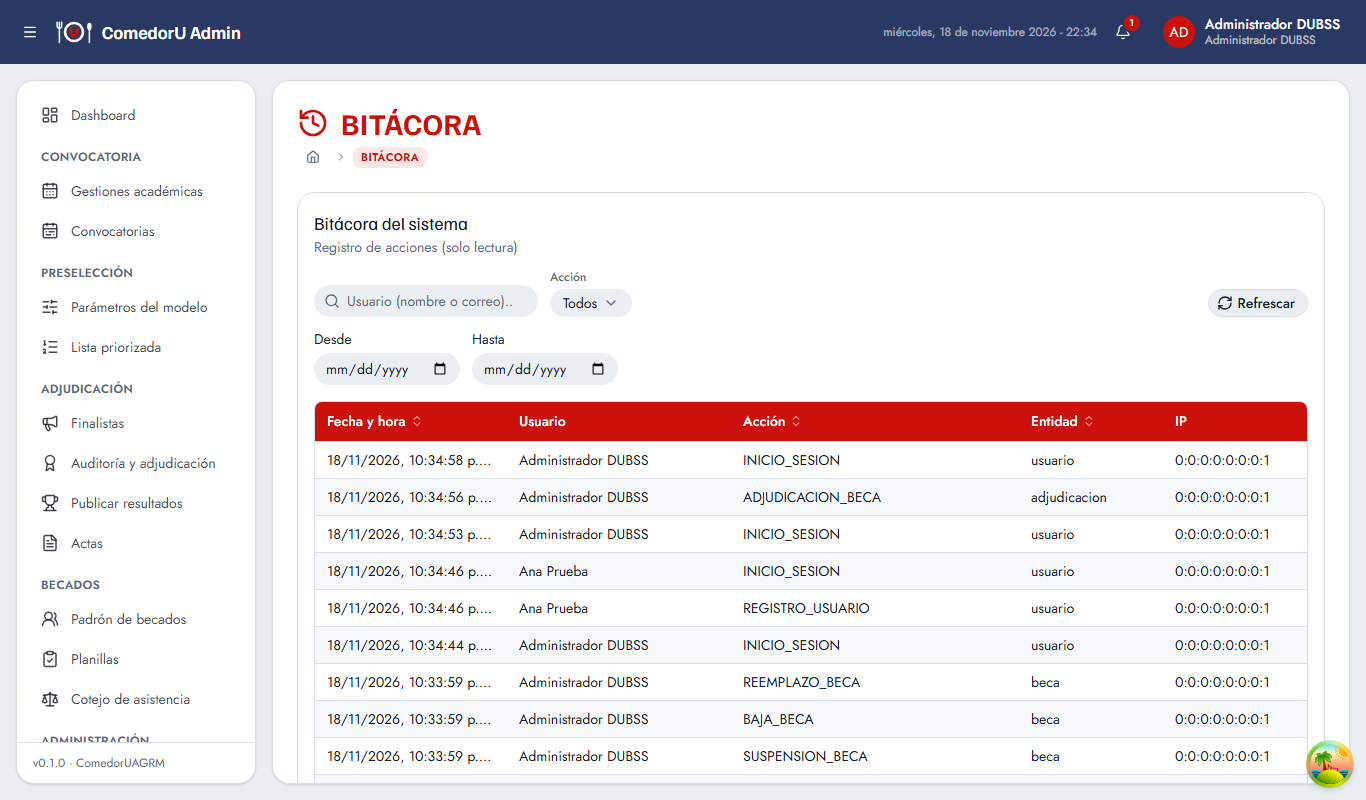 ComedorU Admin
miércoles, 18 de noviembre 2026 - 22:34
1
AD
Administrador DUBSS
Administrador DUBSS
Dashboard
CONVOCATORIA
Gestiones académicas
Convocatorias
PRESELECCIÓN
Parámetros del modelo
Lista priorizada
ADJUDICACIÓN
Finalistas
Auditoría y adjudicación
Publicar resultados
Actas
BECADOS
Padrón de becados
Planillas
Cotejo de asistencia
ADMINISTRACIÓN
v0.1.0 · ComedorUAGRM
BITÁCORA
BITÁCORA
Bitácora del sistema
Registro de acciones (solo lectura)
Acción
Usuario (nombre o correo)..
Todos
Refrescar
Desde Hasta
mm/dd/yyyy mm/dd/yyyy
Fecha y hora Usuario Acción Entidad IP
18/11/2026, 10:34:58 p.... Administrador DUBSS INICIO_SESION usuario 0:0:0:0:0:0:0:1
18/11/2026, 10:34:56 p.... Administrador DUBSS ADJUDICACION_BECA adjudicacion 0:0:0:0:0:0:0:1
18/11/2026, 10:34:53 p.... Administrador DUBSS INICIO_SESION usuario 0:0:0:0:0:0:0:1
18/11/2026, 10:34:46 p.... Ana Prueba INICIO_SESION usuario 0:0:0:0:0:0:0:1
18/11/2026, 10:34:46 p.... Ana Prueba REGISTRO_USUARIO usuario 0:0:0:0:0:0:0:1
18/11/2026, 10:34:44 p.... Administrador DUBSS INICIO_SESION usuario 0:0:0:0:0:0:0:1
18/11/2026, 10:33:59 p.... Administrador DUBSS REEMPLAZO_BECA beca 0:0:0:0:0:0:0:1
18/11/2026, 10:33:59 p.... Administrador DUBSS BAJA_BECA beca 0:0:0:0:0:0:0:1
18/11/2026, 10:33:59 p.... Administrador DUBSS SUSPENSION_BECA beca 0:0:0:0:0:0:0:1